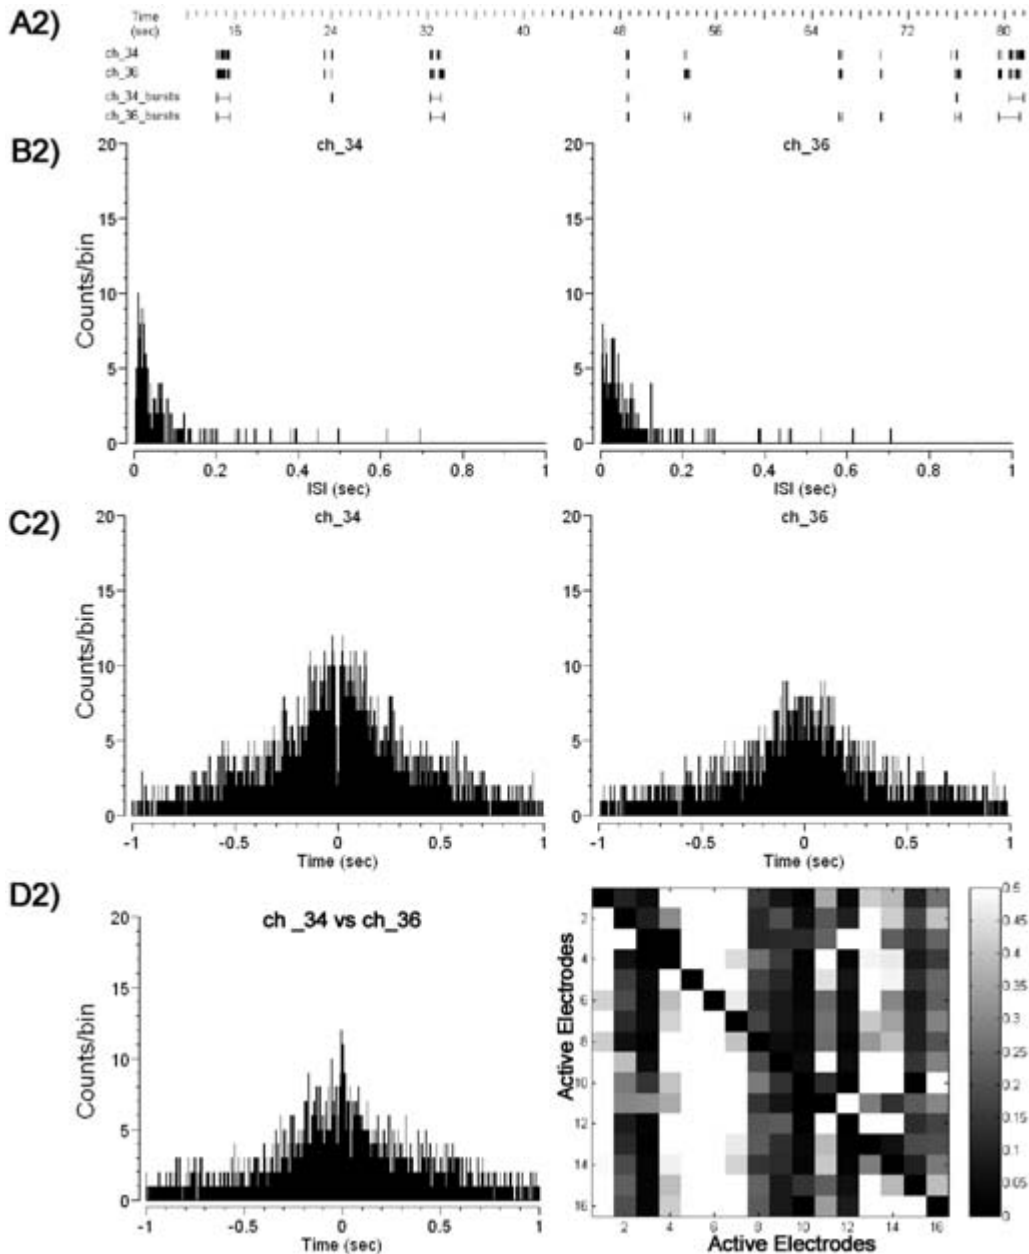 A2)
Time (sec) 16 24 32 40 48 56 64 72 80
ch_34
ch_36
ch_34_bursts
ch_36_bursts
B2)
ch_34
Counts/bin
20
15
10
5
0
0 0.2 0.4 0.6 0.8 1
ISI (sec)
ch_36
20
15
10
5
0
0 0.2 0.4 0.6 0.8 1
ISI (sec)
C2)
ch_34
Counts/bin
20
15
10
5
0
-1 -0.5 0 0.5 1
Time (sec)
ch_36
20
15
10
5
0
-1 -0.5 0 0.5 1
Time (sec)
D2)
ch _34 vs ch_36
Counts/bin
20
15
10
5
0
-1 -0.5 0 0.5 1
Time (sec)
Active Electrodes
2
4
6
8
10
12
14
16
2 4 6 8 10 12 14 16
Active Electrodes
0.5
0.45
0.4
0.35
0.3
0.25
0.2
0.15
0.1
0.05
0